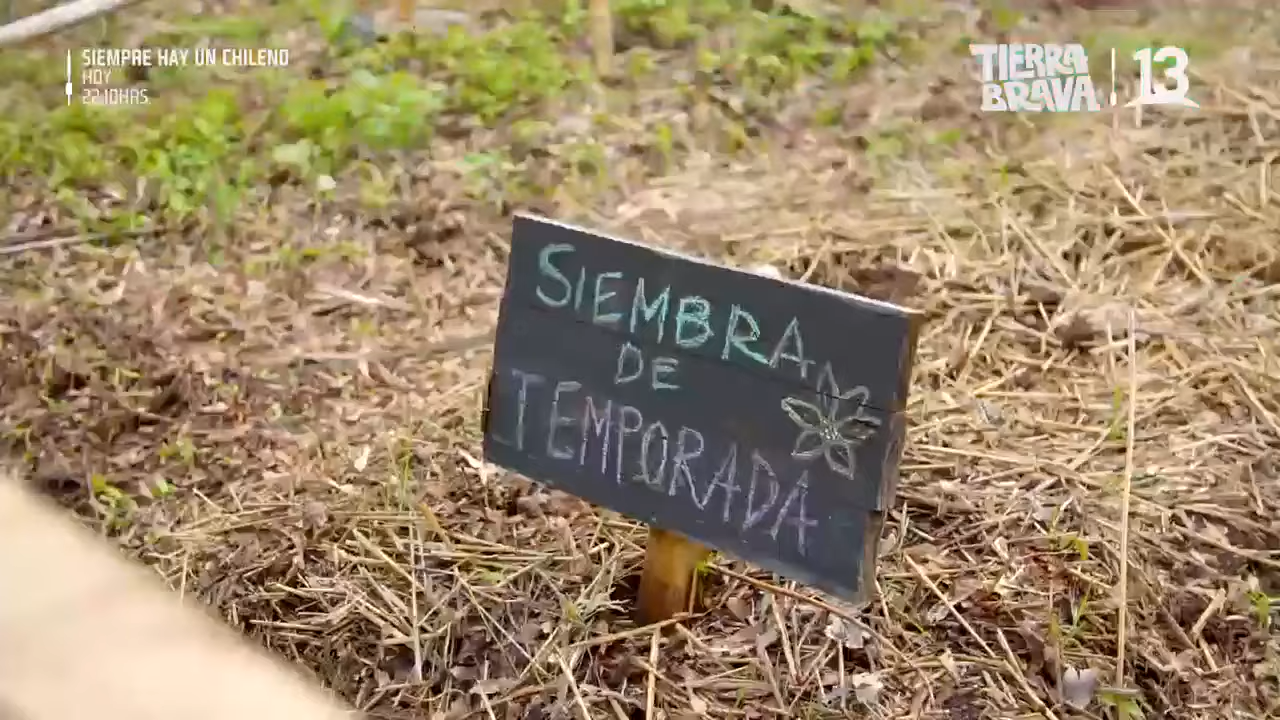 SIEMPRE HAY UN CHILENO
HOY
22:10HRS.
TIERRA
BRAVA
13
SIEMBRA
DE
TEMPORADA